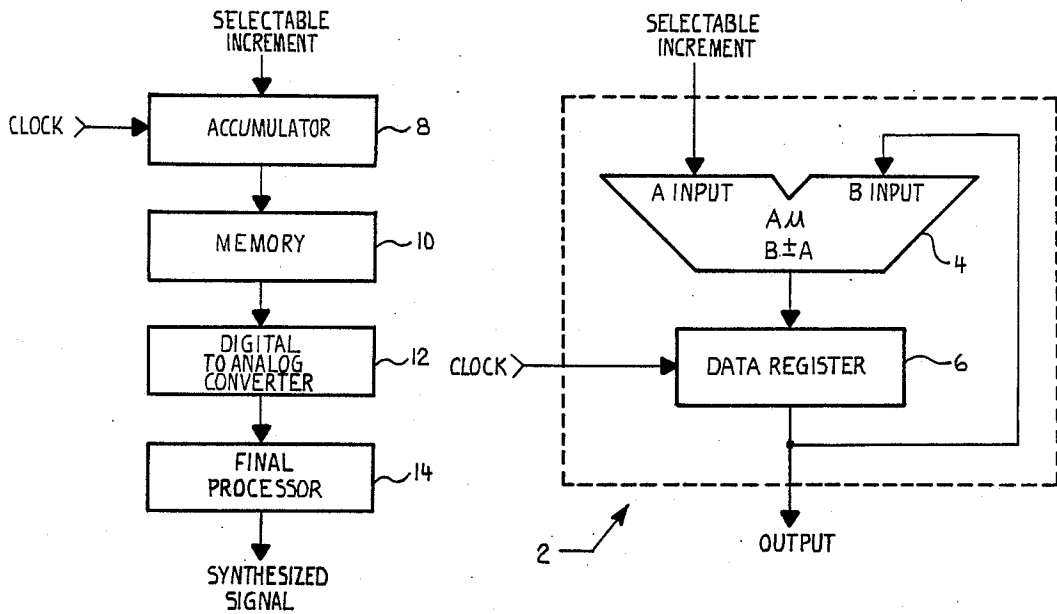 SELECTABLE
INCREMENT
CLOCK
ACCUMULATOR
8
MEMORY
10
DIGITAL
TO ANALOG
CONVERTER
12
FINAL
PROCESSOR
14
SYNTHESIZED
SIGNAL
SELECTABLE
INCREMENT
A INPUT
B INPUT
Aμ
B±A
4
CLOCK
DATA REGISTER
6
2
OUTPUT